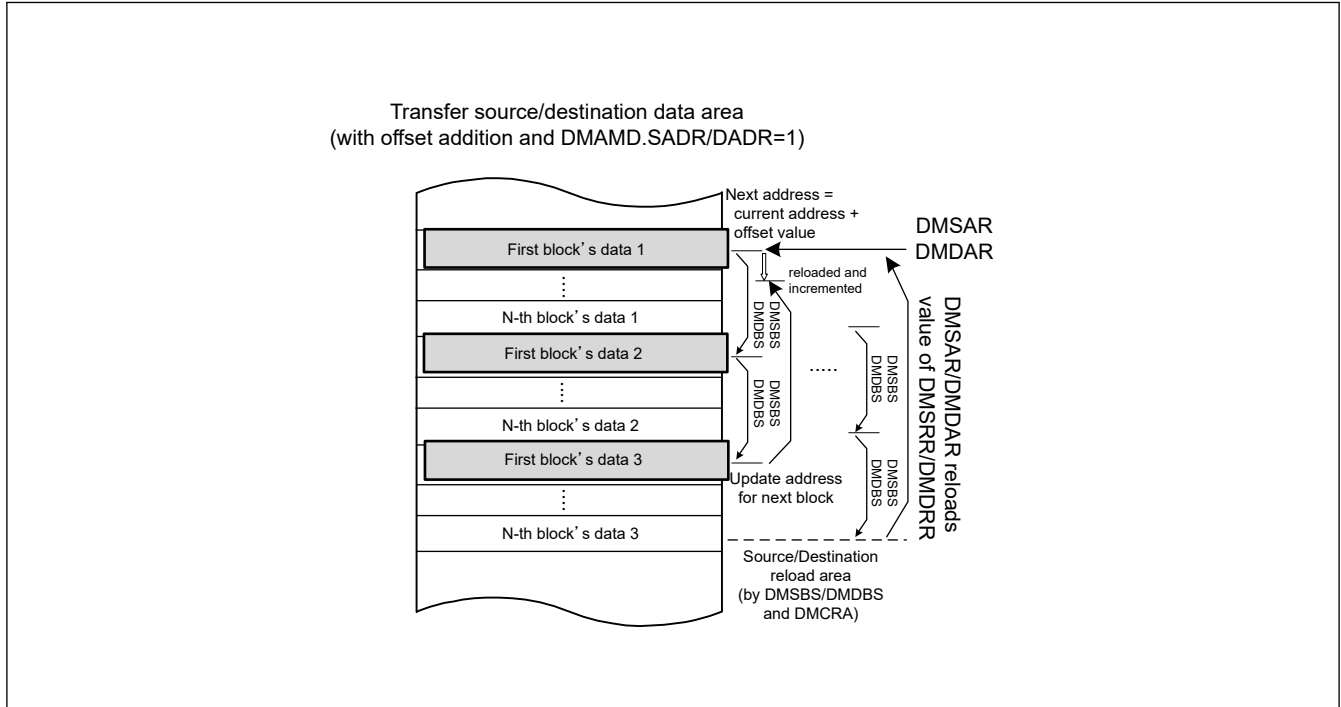 Transfer source/destination data area
(with offset addition and DMAMD.SADR/DADR=1)
Next address =
current address +
offset value
DMSAR
DMDAR
First block’s data 1
reloaded and
incremented
N-th block’s data 1
DMSBS
DMDBS
First block’s data 2
.....
DMSBS
DMDBS
DMSBS
DMDBS
N-th block’s data 2
First block’s data 3
Update address
for next block
DMSBS
DMDBS
DMSAR/DMDAR reloads
value of DMSRR/DMDRR
N-th block’s data 3
Source/Destination
reload area
(by DMSBS/DMDBS
and DMCRA)